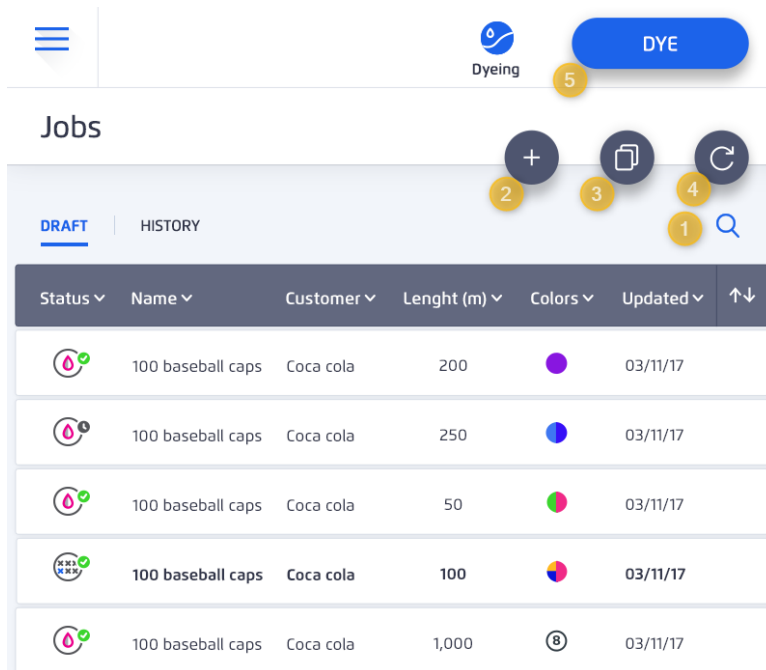 Dyeing
DYE
5
Jobs
2
3
4
DRAFT
HISTORY
1
Status Name Customer Lenght (m) Colors Updated
100 baseball caps Coca cola 200 03/11/17
100 baseball caps Coca cola 250 03/11/17
100 baseball caps Coca cola 50 03/11/17
100 baseball caps Coca cola 100 03/11/17
100 baseball caps Coca cola 1,000 8 03/11/17